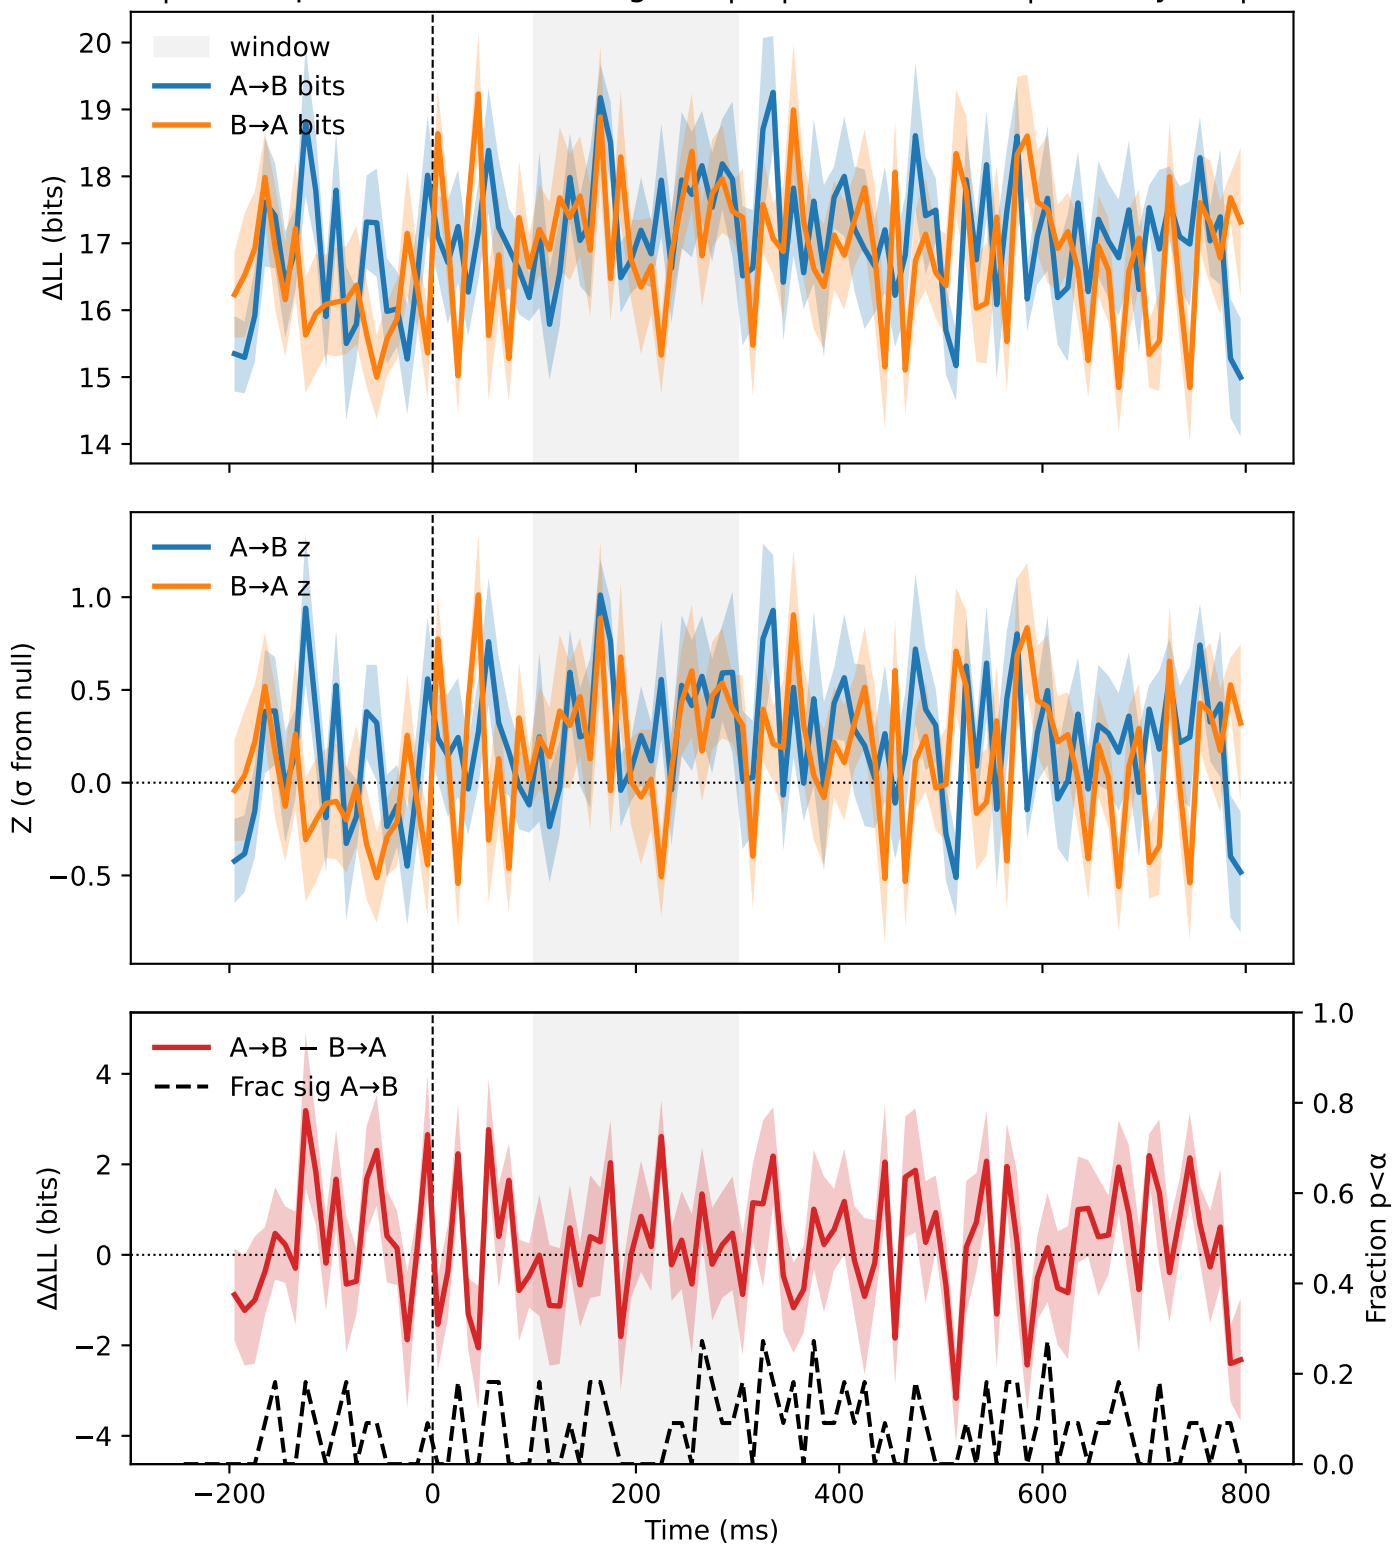 20
19
18
17
16
15
14
ΔLL (bits)
window
A→B bits
B→A bits
1.0
0.5
0.0
−0.5
Z (σ from null)
A→B z
B→A z
4
2
0
−2
−4
ΔΔLL (bits)
A→B − B→A
Frac sig A→B
1.0
0.8
0.6
0.4
0.2
0.0
Fraction p<α
−200
0
200
400
600
800
Time (ms)